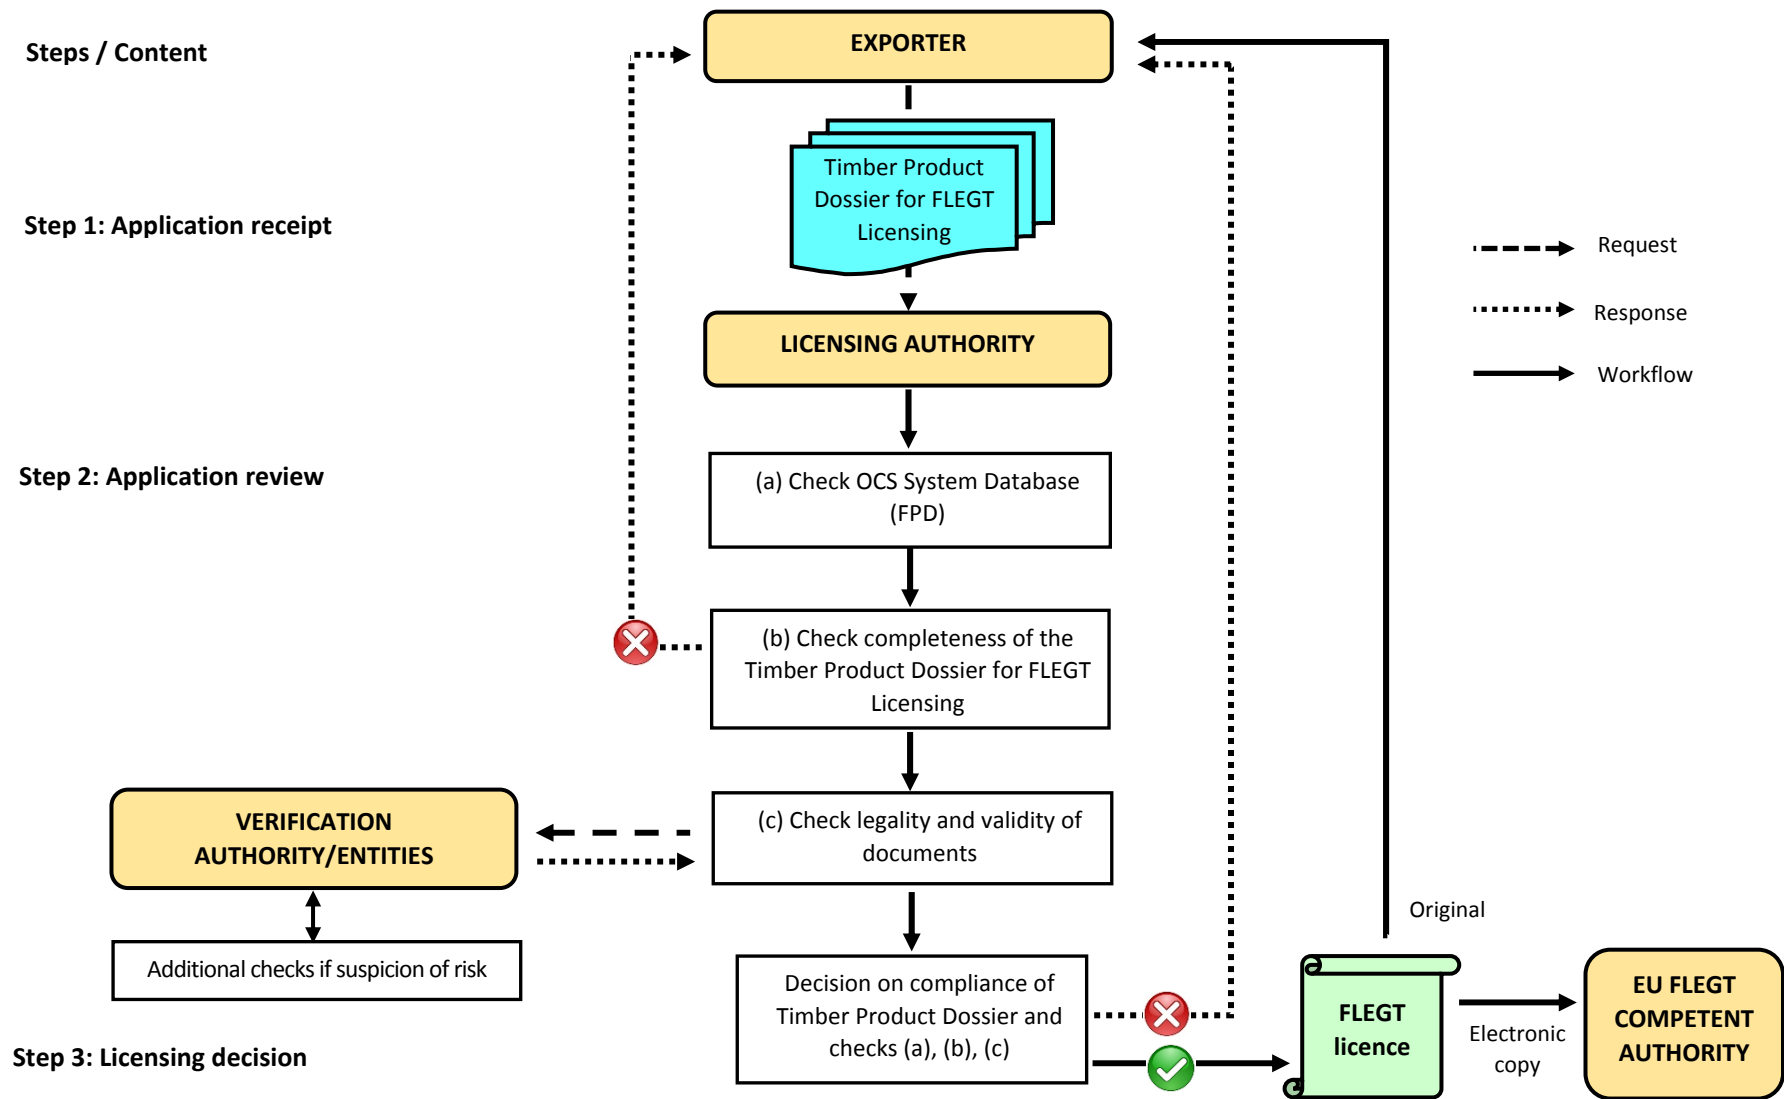 Steps / Content
EXPORTER
Timber Product
Dossier for FLEGT
Licensing
Step 1: Application receipt
Request
Response
Workflow
LICENSING AUTHORITY
Step 2: Application review
(a) Check OCS System Database
(FPD)
(b) Check completeness of the
Timber Product Dossier for FLEGT
Licensing
VERIFICATION
AUTHORITY/ENTITIES
(c) Check legality and validity of
documents
Additional checks if suspicion of risk
Original
Decision on compliance of
Timber Product Dossier and
checks (a), (b), (c)
FLEGT
licence
Electronic
copy
EU FLEGT
COMPETENT
AUTHORITY
Step 3: Licensing decision